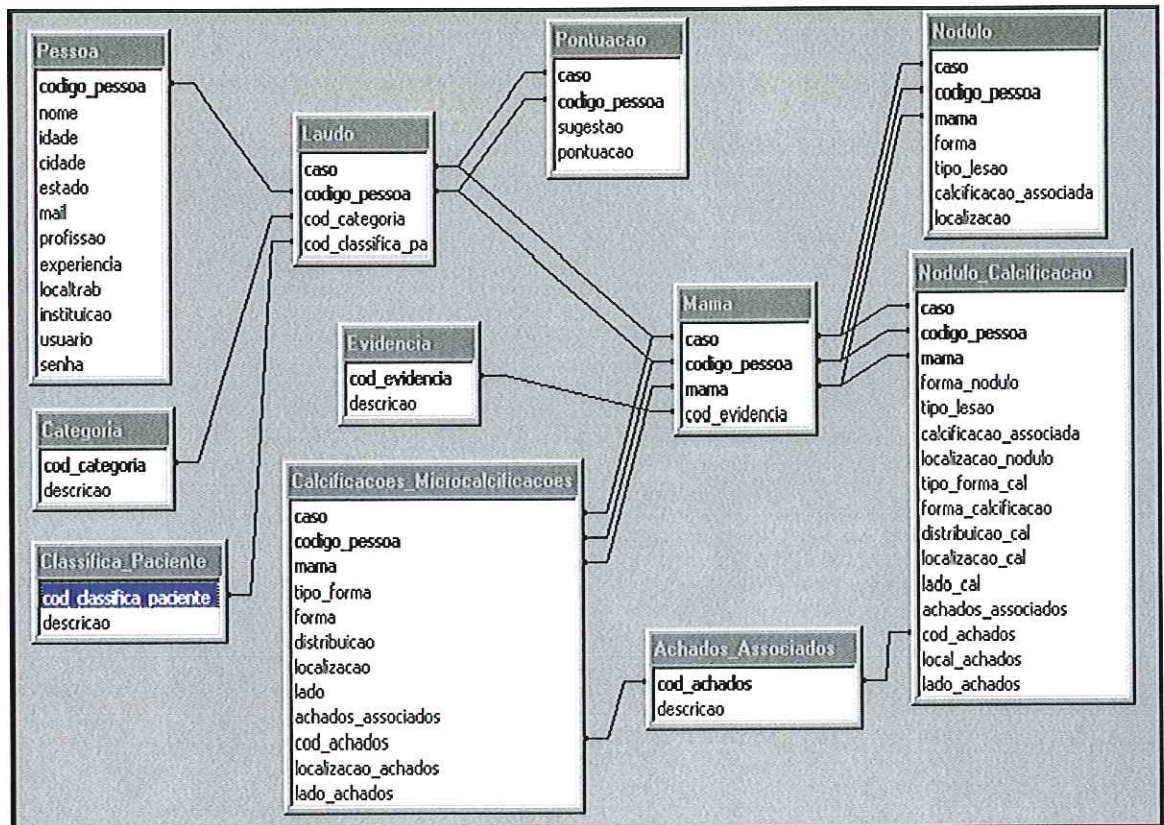 Pessoa
codigo_pessoa
nome
idade
cidade
estado
mail
profissao
experiencia
localtrab
instituicao
usuario
senha
Laudo
caso
codigo_pessoa
cod_categoria
cod_classifica_pa
Pontuacao
caso
codigo_pessoa
sugestao
pontuacao
Nodulo
caso
codigo_pessoa
mama
forma
tipo_lesao
calcificacao_associada
localizacao
Evidencia
cod_evidencia
descricao
Mama
caso
codigo_pessoa
mama
cod_evidencia
Nodulo_Calcificacao
caso
codigo_pessoa
mama
forma_nodulo
tipo_lesao
calcificacao_associada
localizacao_nodulo
tipo_forma_cal
forma_calcificacao
distribuicao_cal
localizacao_cal
lado_cal
achados_associados
cod_achados
local_achados
lado_achados
Categoria
cod_categoria
descricao
Classifica_Paciente
cod_classifica_paciente
descricao
Calcificacoes_Microcalcificacoes
caso
codigo_pessoa
mama
tipo_forma
forma
distribuicao
localizacao
lado
achados_associados
cod_achados
localizacao_achados
lado_achados
Achados_Associados
cod_achados
descricao